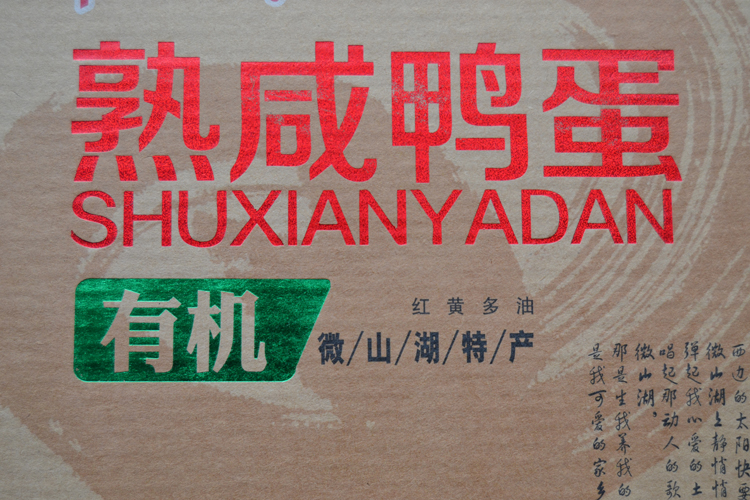 熟咸鸭蛋
SHUXIANYADAN
有机
红黄多油
微/山/湖/特/产
西边的太阳快
微山湖上静悄悄
弹起我心爱的土
唱起那动人的歌
微山湖，
那是生我养我的
是我可爱的家乡